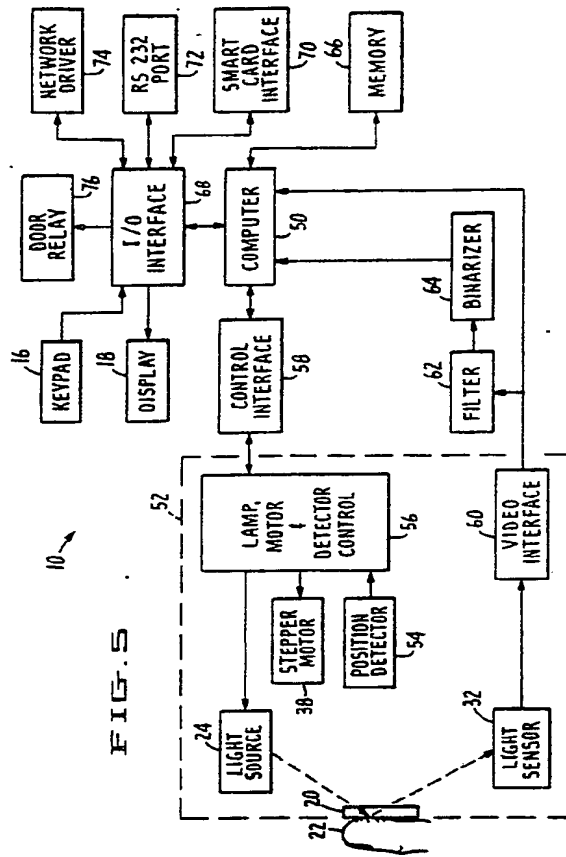 FIG. 5
10
52
24
LIGHT
SOURCE
22
20
STEPPER
MOTOR
38
POSITION
DETECTOR
54
LAMP,
MOTOR
&
DETECTOR
CONTROL
56
LIGHT
SENSOR
32
VIDEO
INTERFACE
60
CONTROL
INTERFACE
58
FILTER
62
BINARIZER
64
16
KEYPAD
18
DISPLAY
DOOR
RELAY
76
I/O
INTERFACE
68
COMPUTER
50
NETWORK
DRIVER
74
RS 232
PORT
72
SMART CARD
INTERFACE
70
MEMORY
66